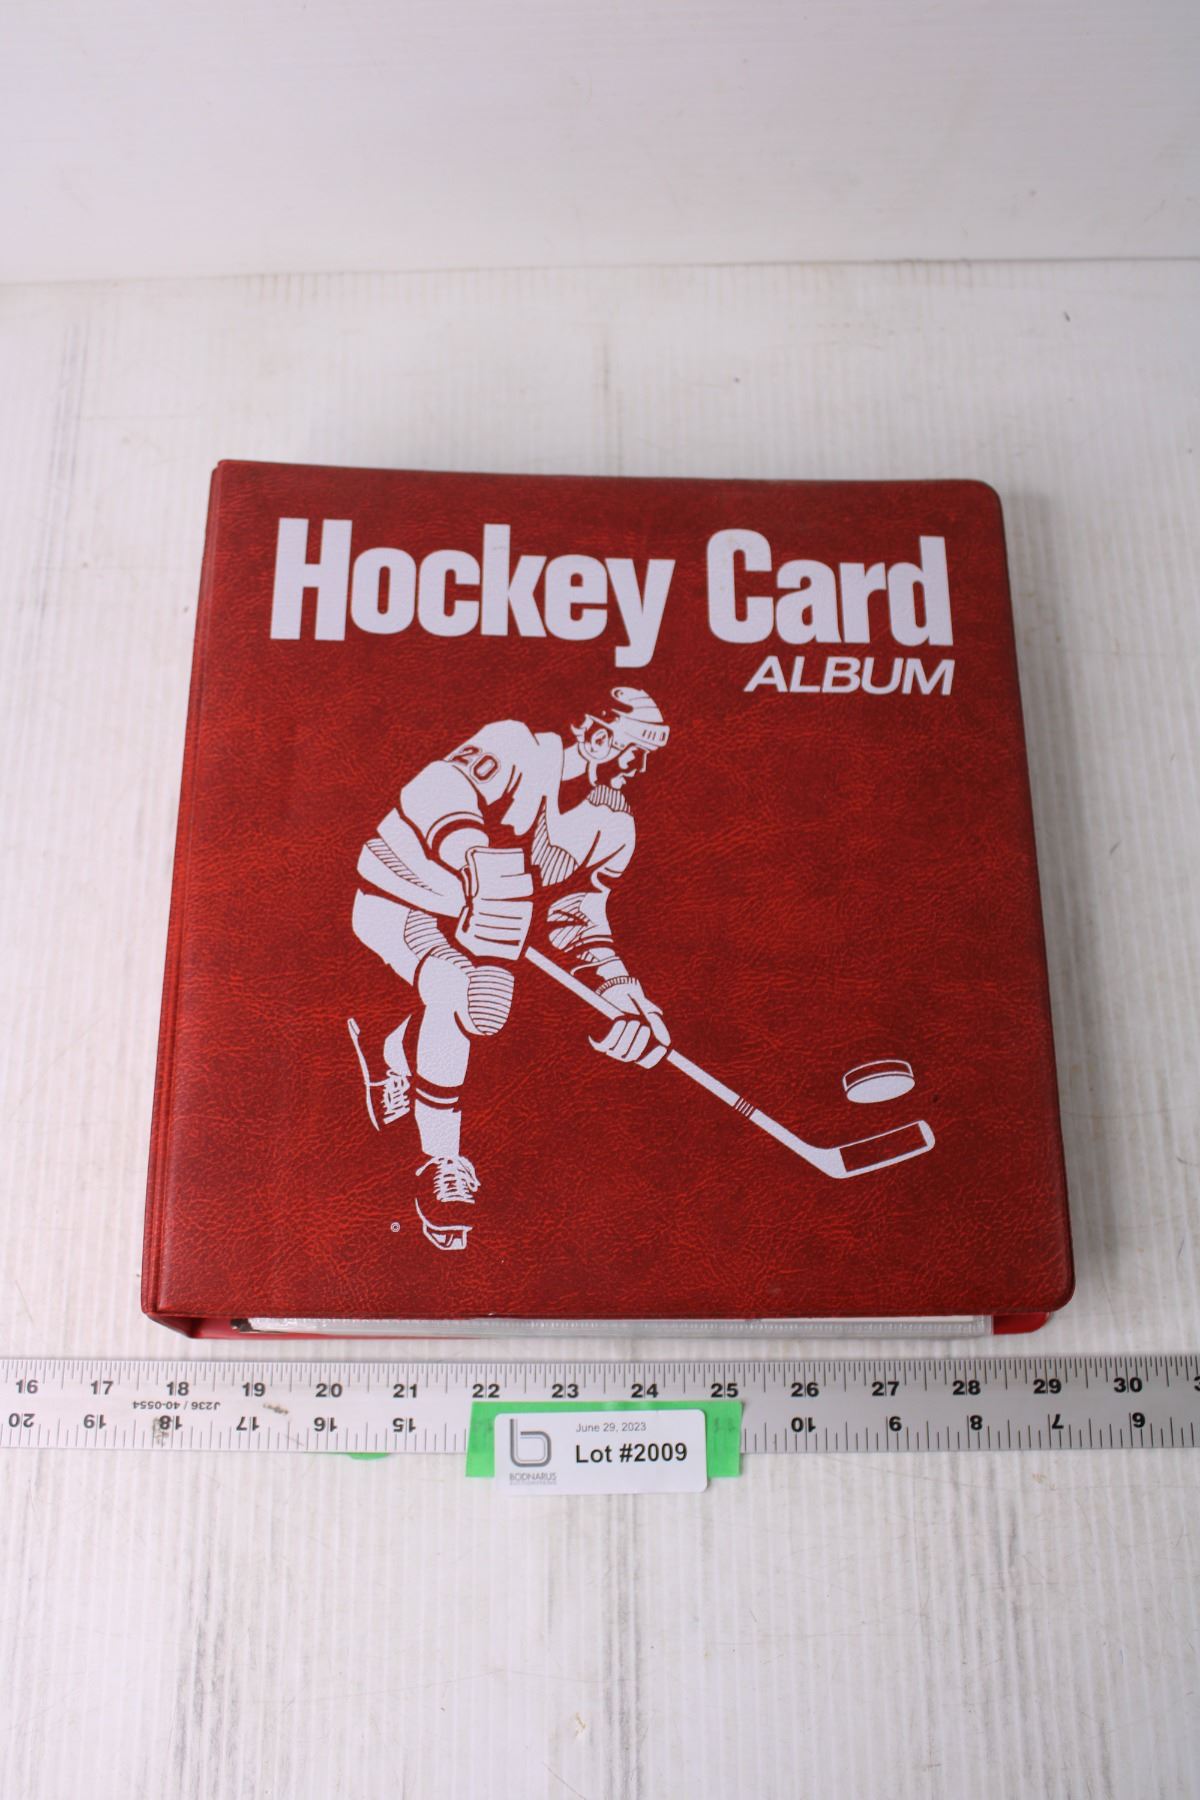 Hockey Card
ALBUM
20
©
16 17 18 19 20 21 22 23 24 25 26 27 28 29 30 3
J236 / 40-0554
20 19 18 17 16 15 11 10 9 8 7 6
June 29, 2023
Lot #2009
b
BODNARUS